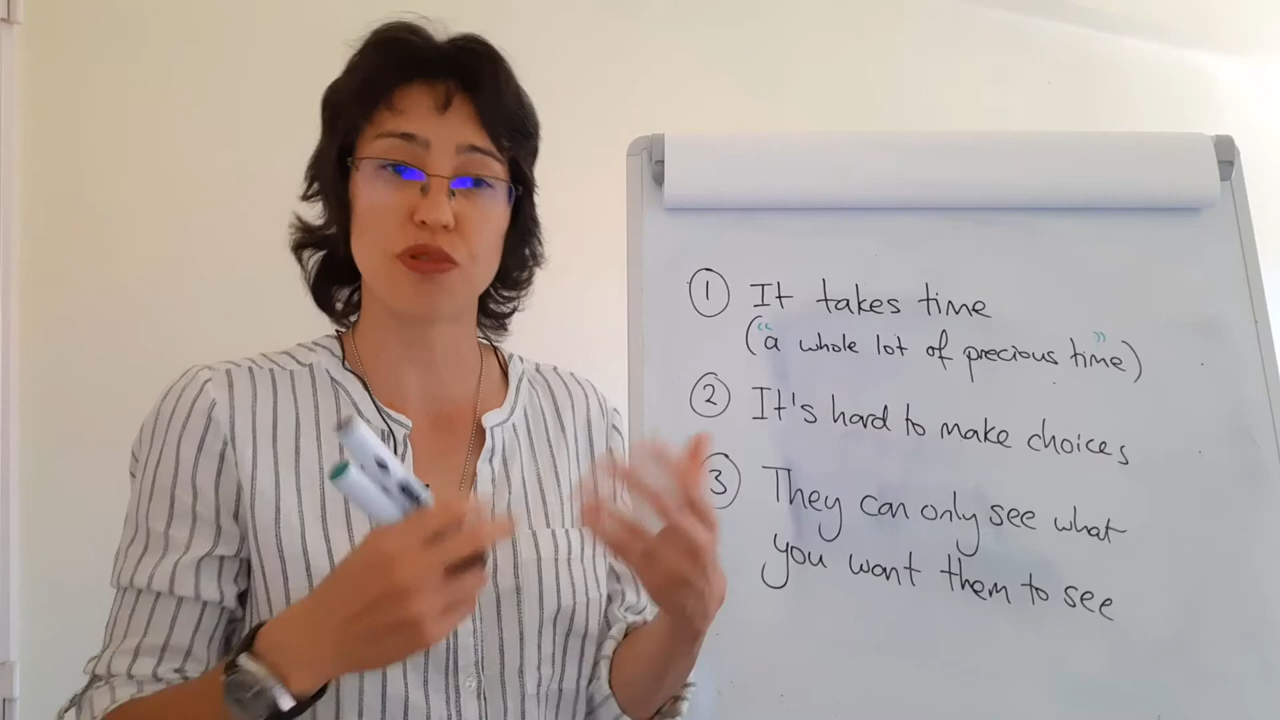 ① It takes time
(“a whole lot of precious time”)
② It's hard to make choices
③ They can only see what
you want them to see